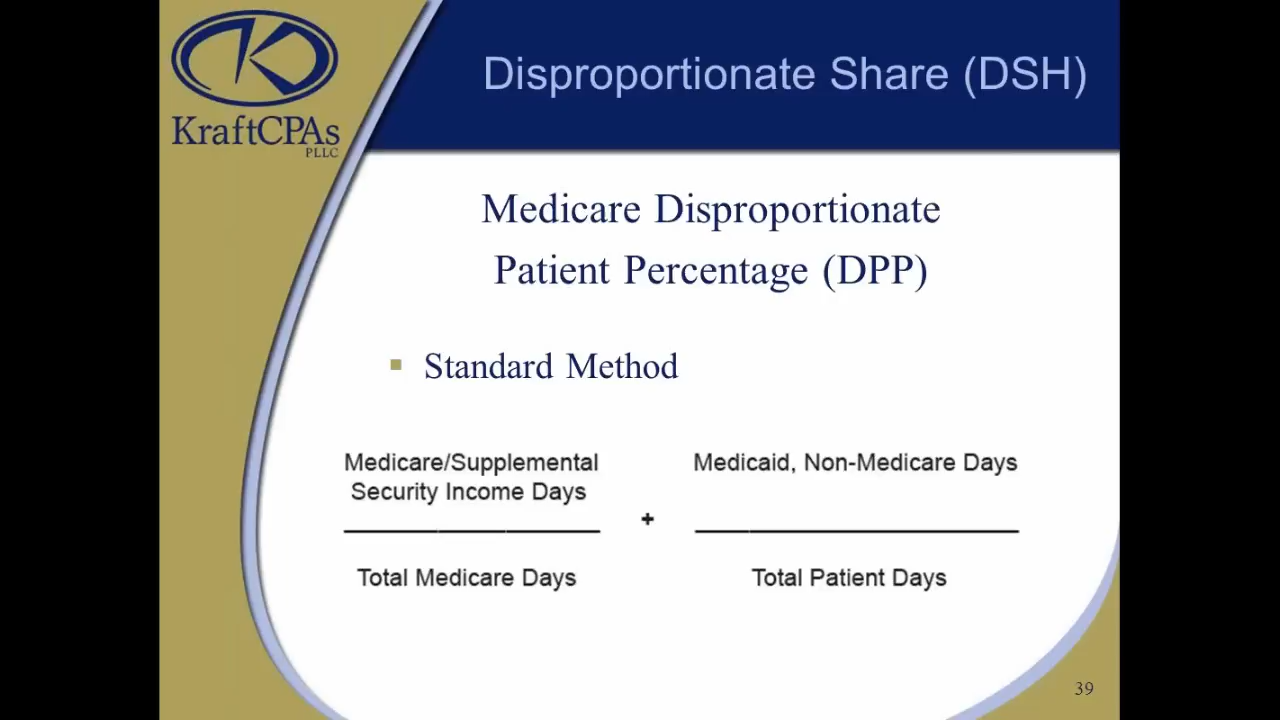 KraftCPAs
PLLC
Disproportionate Share (DSH)
Medicare Disproportionate
Patient Percentage (DPP)
Standard Method
Medicare/Supplemental
Security Income Days
Total Medicare Days
+
Medicaid, Non-Medicare Days
Total Patient Days
39